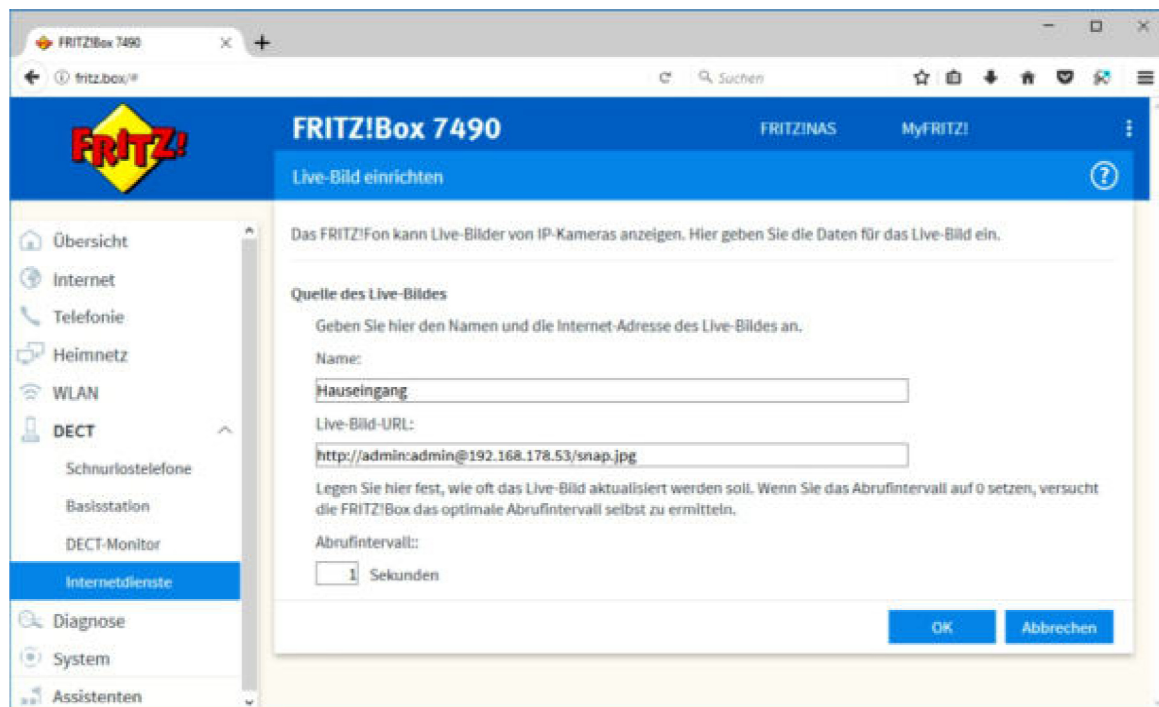 FRITZ!Box 7490
fritz.box/#
Suchen
FRITZ!
FRITZ!Box 7490
FRITZ!NAS
MyFRITZ!
Live-Bild einrichten
?
Übersicht
Internet
Telefonie
Heimnetz
WLAN
DECT
Schnurlostelefone
Basisstation
DECT-Monitor
Internetdienste
Diagnose
System
Assistenten
Das FRITZ!Fon kann Live-Bilder von IP-Kameras anzeigen. Hier geben Sie die Daten für das Live-Bild ein.
Quelle des Live-Bildes
Geben Sie hier den Namen und die Internet-Adresse des Live-Bildes an.
Name:
Hauseingang
Live-Bild-URL:
http://admin:admin@192.168.178.53/snap.jpg
Legen Sie hier fest, wie oft das Live-Bild aktualisiert werden soll. Wenn Sie das Abrufintervall auf 0 setzen, versucht
die FRITZ!Box das optimale Abrufintervall selbst zu ermitteln.
Abrufintervall::
1 Sekunden
OK
Abbrechen